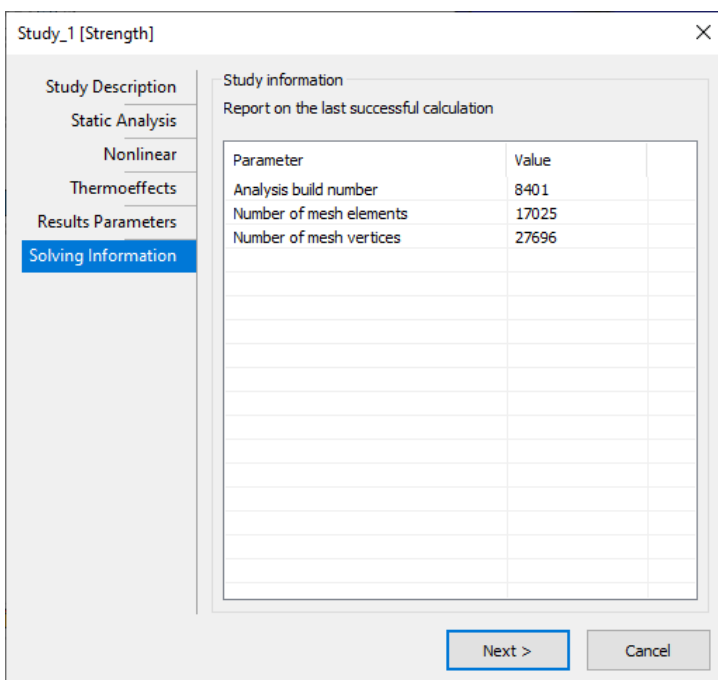 Study_1 [Strength]
Study Description
Static Analysis
Nonlinear
Thermoeffects
Results Parameters
Solving Information
Study information
Report on the last successful calculation
Parameter Value
Analysis build number 8401
Number of mesh elements 17025
Number of mesh vertices 27696
Next >
Cancel